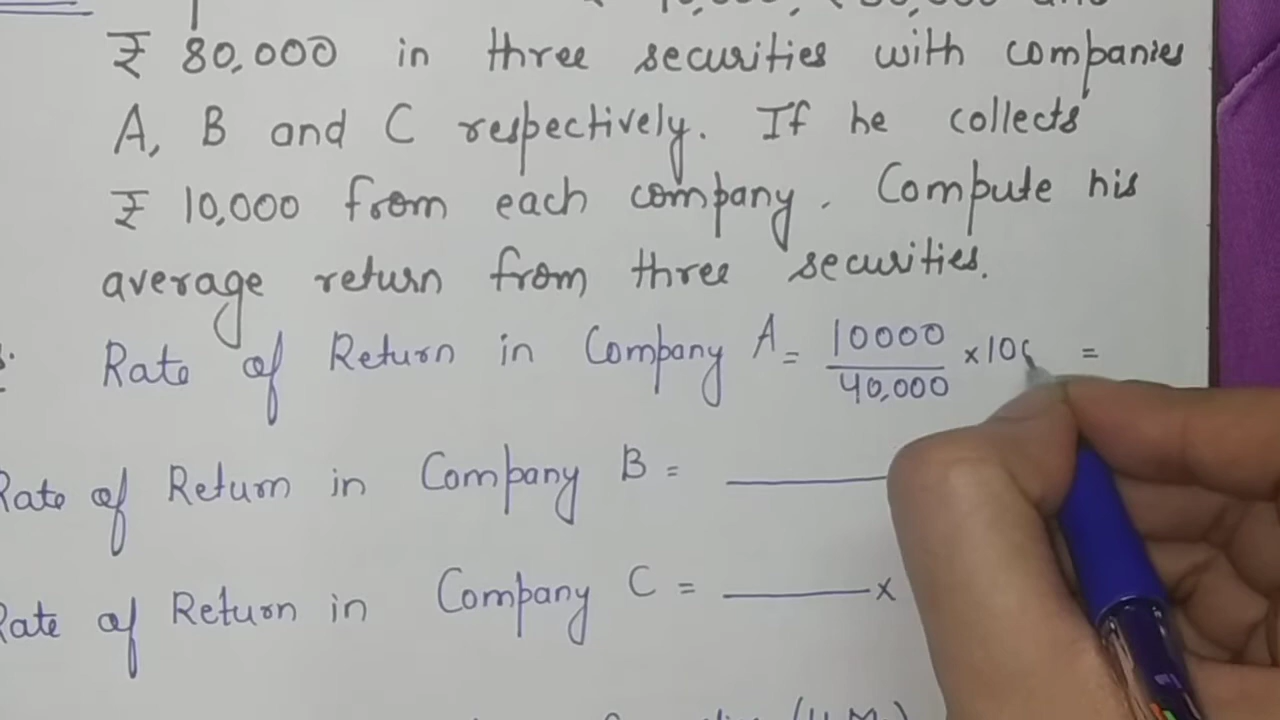 ₹ 80,000 in three securities with companies
A, B and C respectively. If he collects
₹ 10,000 from each company. Compute his
average return from three securities.
Rate of Return in Company A = 10000/40,000 × 100 =
Rate of Return in Company B =
Rate of Return in Company C = ×
(H.M.)